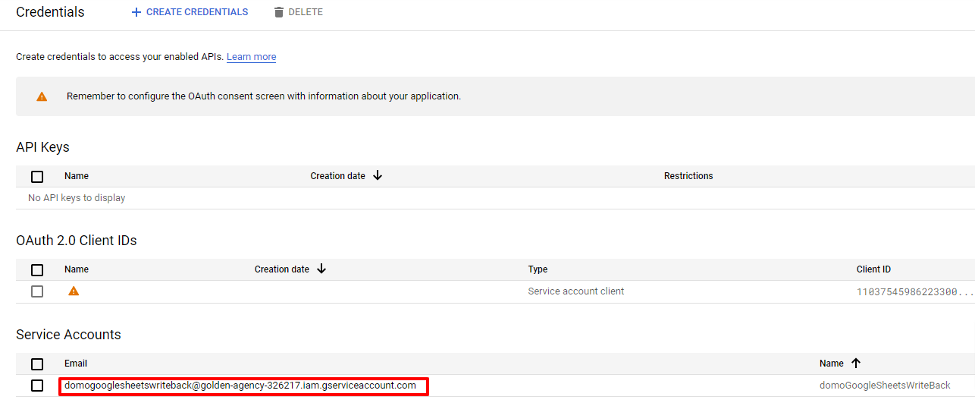 Credentials + CREATE CREDENTIALS DELETE
Create credentials to access your enabled APIs. Learn more
Remember to configure the OAuth consent screen with information about your application.
API Keys
Name Creation date Restrictions
No API keys to display
OAuth 2.0 Client IDs
Name Creation date Type Client ID
Service account client 11037545986223300...
Service Accounts
Email Name
domogooglesheetswriteback@golden-agency-326217.iam.gserviceaccount.com domoGoogleSheetsWriteBack